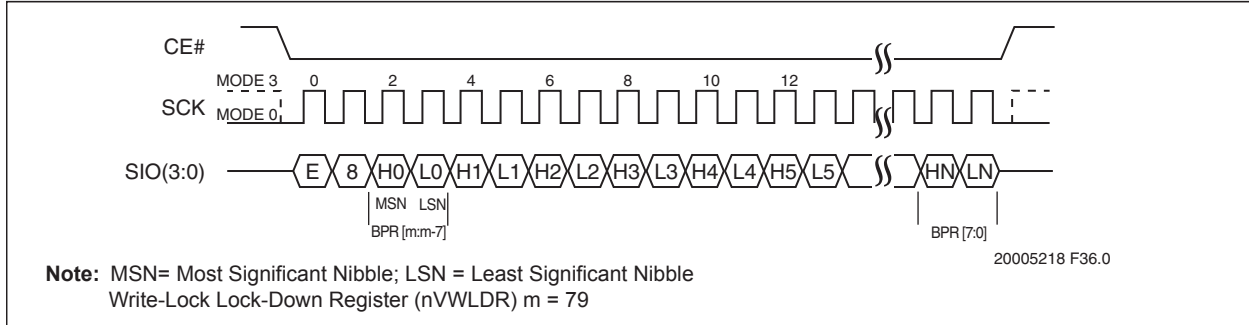 CE#
MODE 3 0 2 4 6 8 10 12
SCK
MODE 0
SIO(3:0) E 8 H0 L0 H1 L1 H2 L2 H3 L3 H4 L4 H5 L5 HN LN
MSN LSN
BPR [m:m-7] BPR [7:0]
20005218 F36.0
Note: MSN= Most Significant Nibble; LSN = Least Significant Nibble
Write-Lock Lock-Down Register (nVWLDR) m = 79